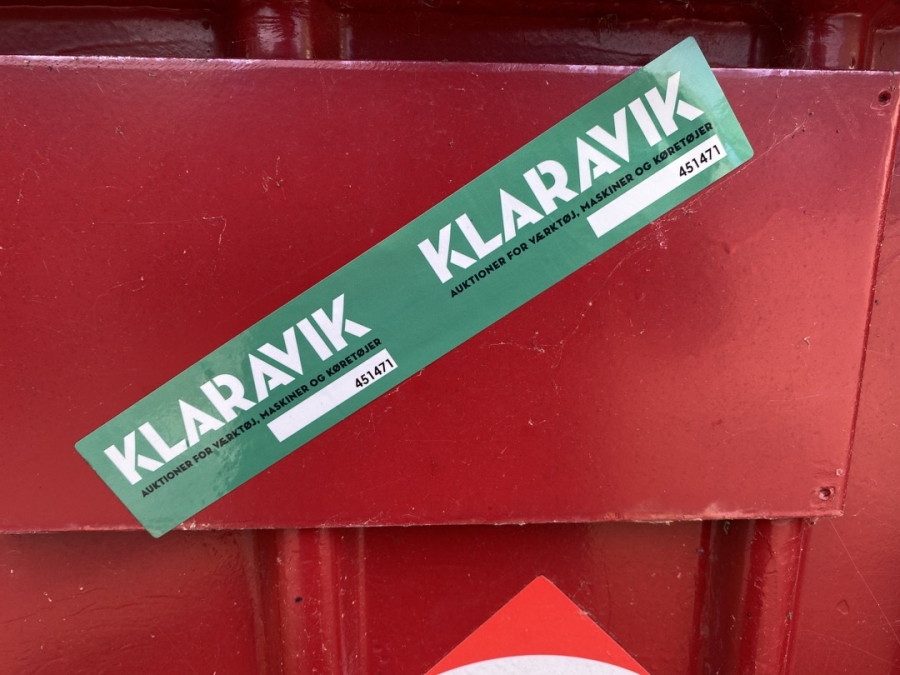 KLARAVIK
AUKTIONER FOR VÆRKTØJ, MASKINER OG KØRETØJER
451471
KLARAVIK
AUKTIONER FOR VÆRKTØJ, MASKINER OG KØRETØJER
451471